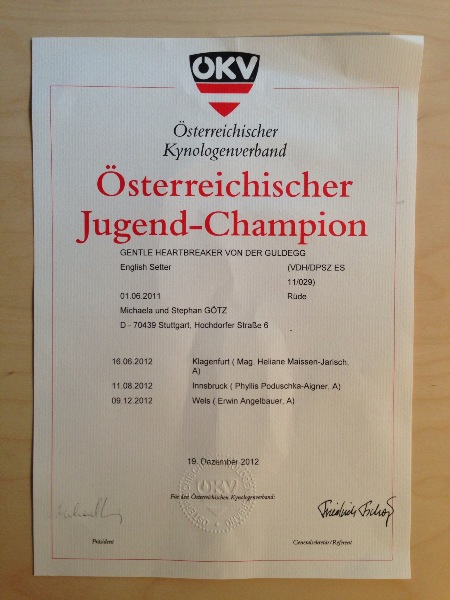 ÖKV
Österreichischer
Kynologenverband
Österreichischer
Jugend-Champion
GENTLE HEARTBREAKER VON DER GULDEGG
English Setter (VDH/DPSZ ES
11/029)
01.06.2011 Rüde
Michaela und Stephan GÖTZ
D - 70439 Stuttgart, Hochdorfer Straße 6
16.06.2012 Klagenfurt ( Mag. Heliane Maissen-Jarisch,
A)
11.08.2012 Innsbruck ( Phyllis Poduschka-Aigner, A)
09.12.2012 Wels ( Erwin Angelbauer, A)
19. Dezember 2012
ÖKV
Für den Österreichischen Kynologenverband:
Präsident Generalsekretär/Referent